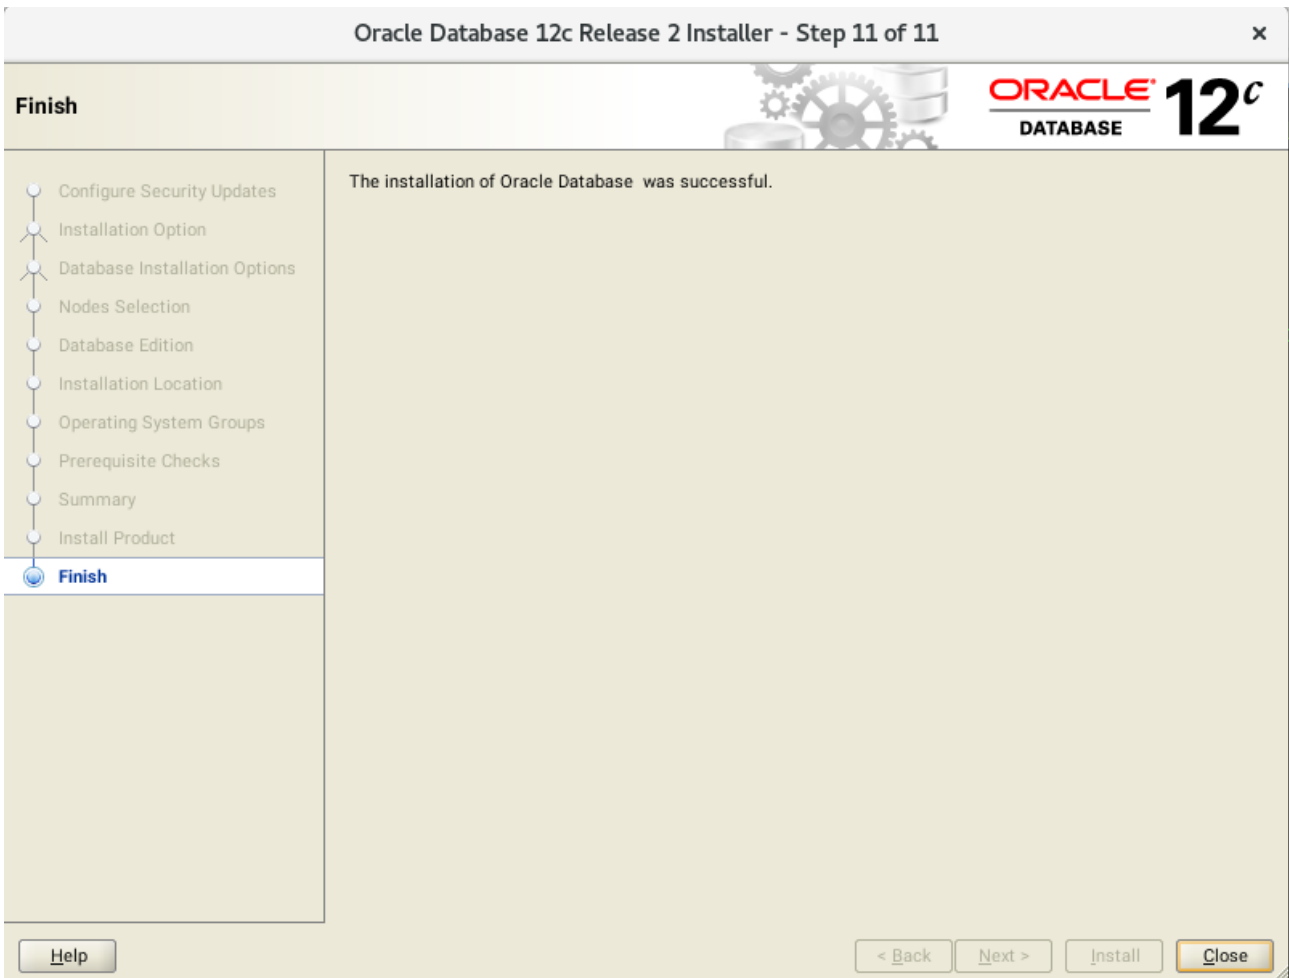 Oracle Database 12c Release 2 Installer - Step 11 of 11
×
Finish
ORACLE
DATABASE
12c
Configure Security Updates
Installation Option
Database Installation Options
Nodes Selection
Database Edition
Installation Location
Operating System Groups
Prerequisite Checks
Summary
Install Product
Finish
The installation of Oracle Database  was successful.
Help
< Back
Next >
Install
Close